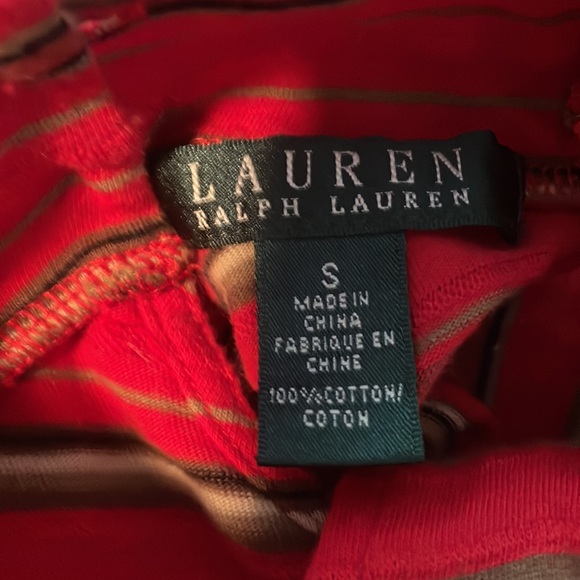 LAUREN
RALPH LAUREN
S
MADE IN
CHINA
FABRIQUE EN
CHINE
100% COTTON/
COTON